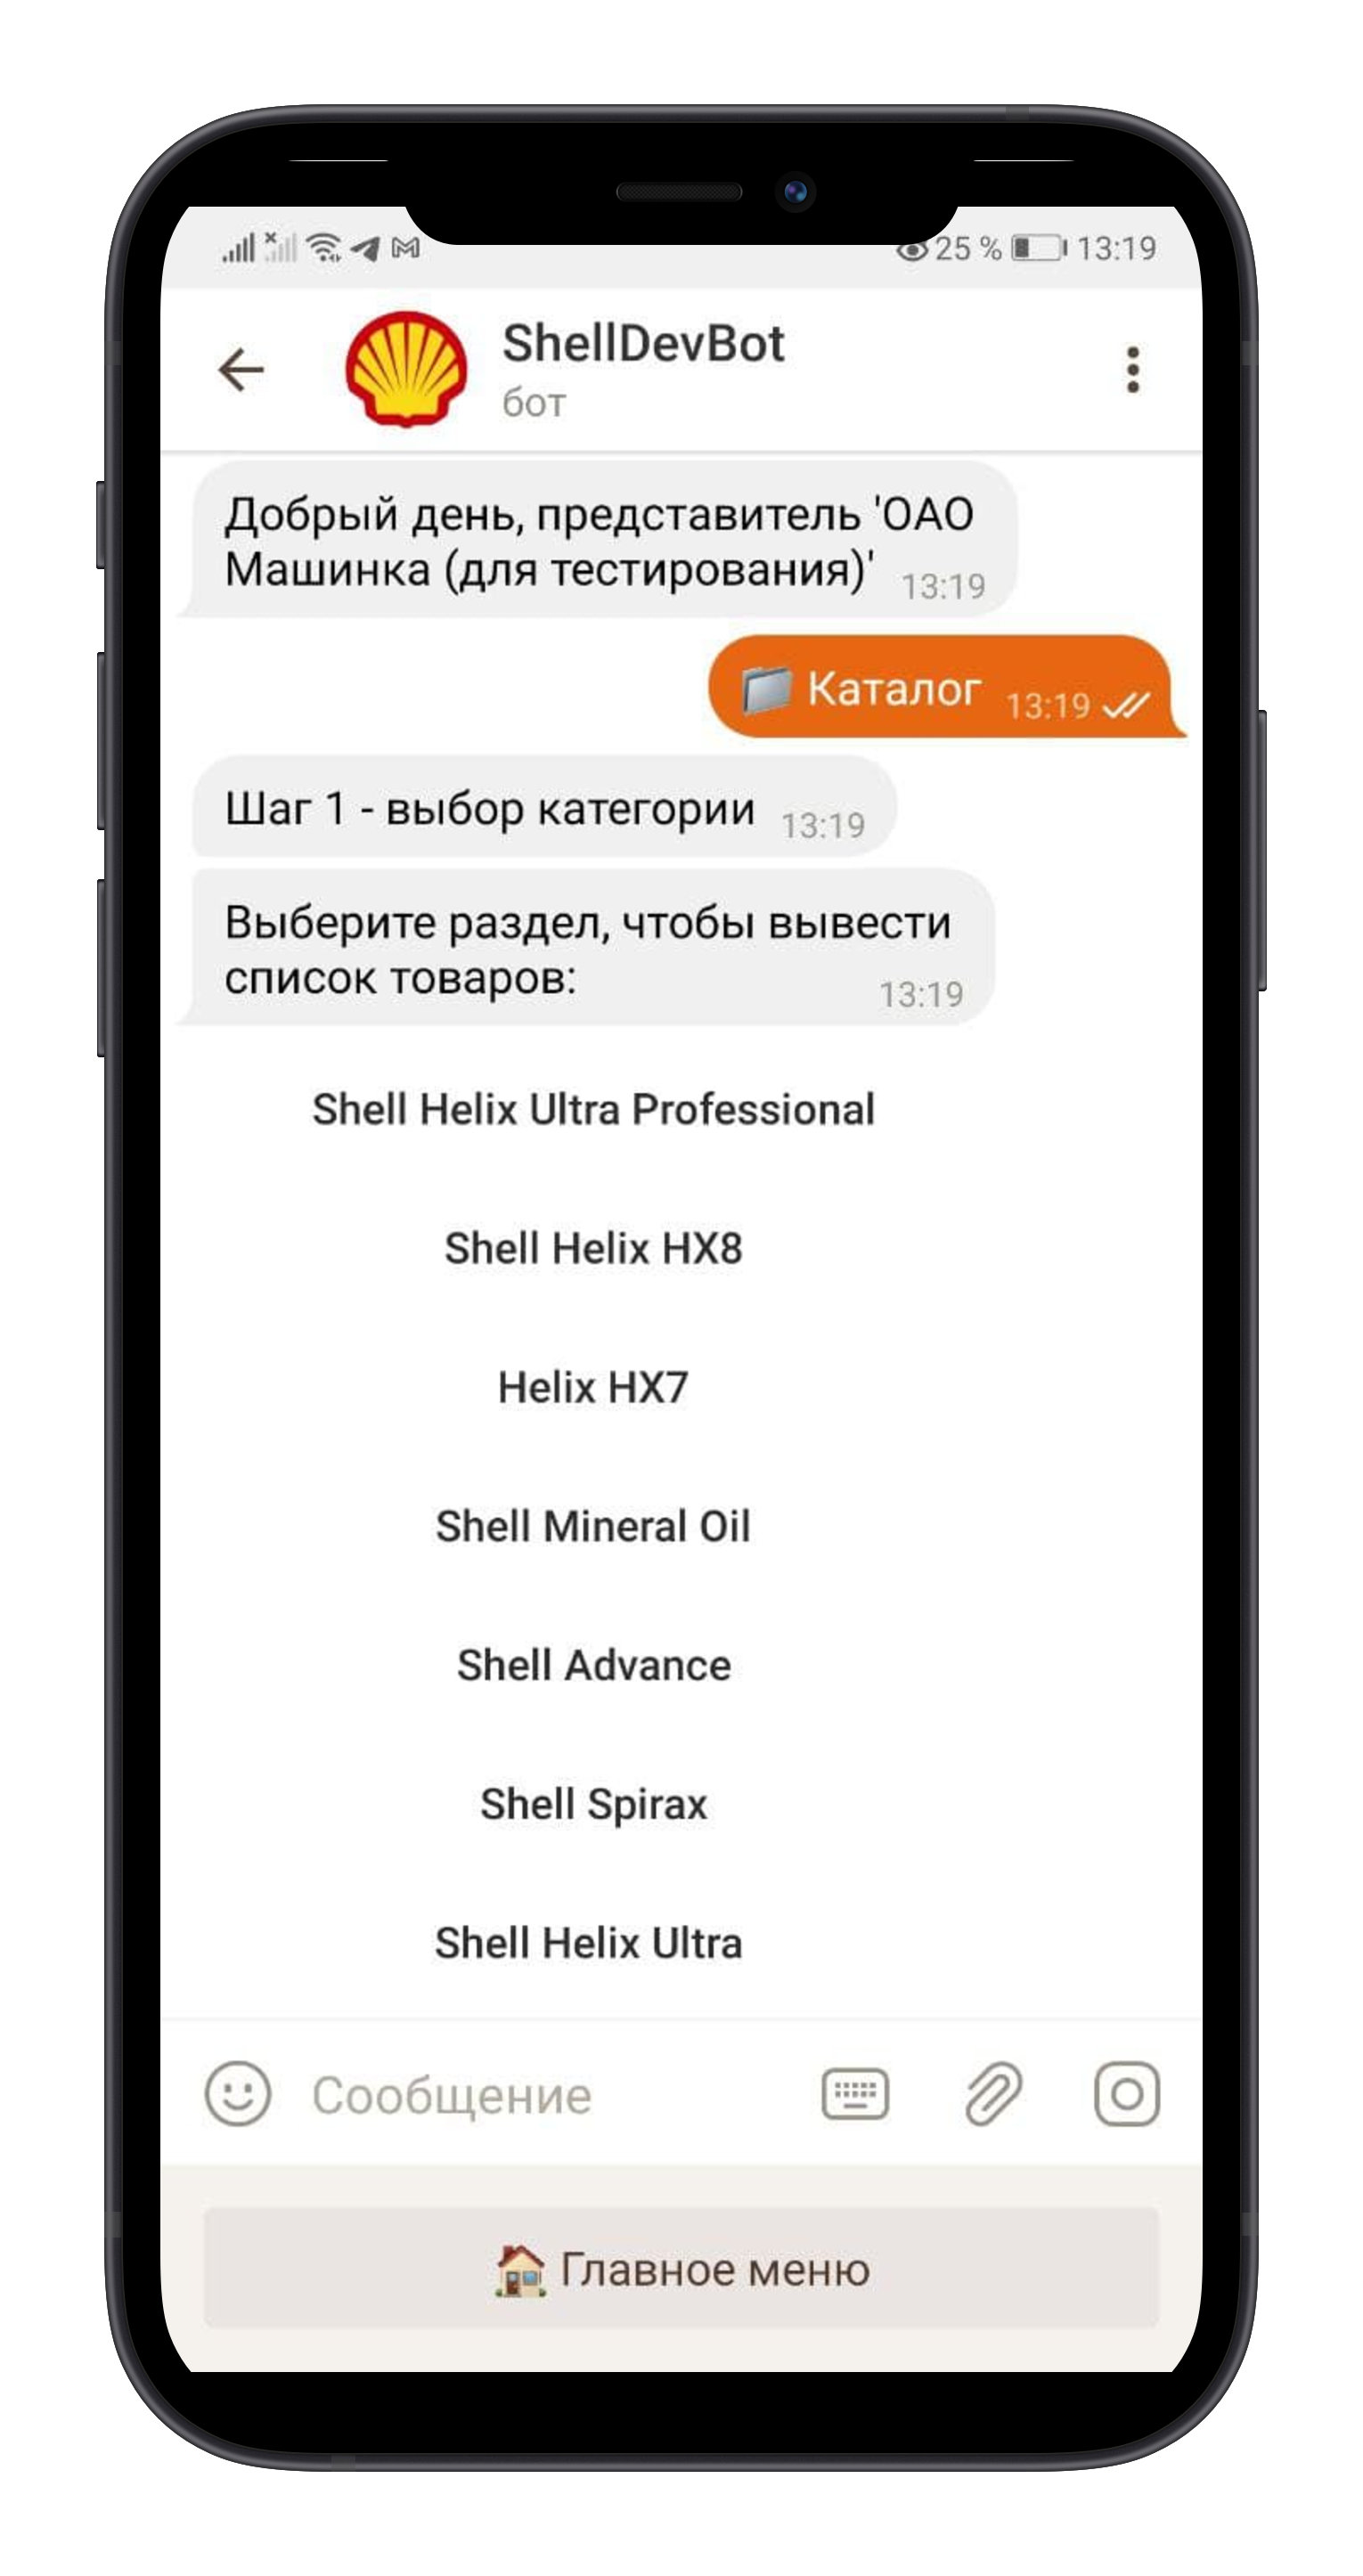 25 % 13:19
ShellDevBot
бот
Добрый день, представитель 'ОАО
Машинка (для тестирования)' 13:19
Каталог 13:19
Шаг 1 - выбор категории 13:19
Выберите раздел, чтобы вывести
список товаров: 13:19
Shell Helix Ultra Professional
Shell Helix HX8
Helix HX7
Shell Mineral Oil
Shell Advance
Shell Spirax
Shell Helix Ultra
Сообщение
Главное меню